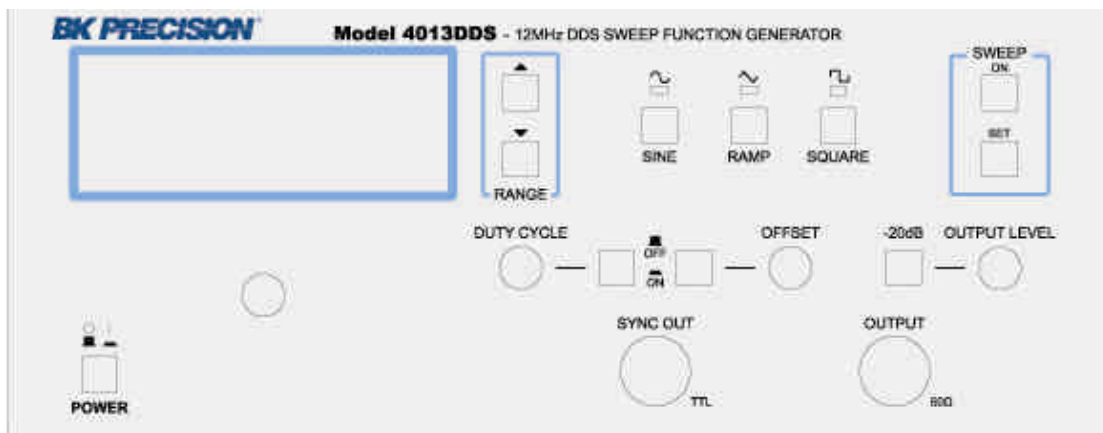 BK PRECISION
Model 4013DDS - 12MHz DDS SWEEP FUNCTION GENERATOR
SWEEP
ON
SET
SINE
RAMP
SQUARE
RANGE
DUTY CYCLE
OFF
ON
OFFSET
-20dB
OUTPUT LEVEL
SYNC OUT
TTL
OUTPUT
50Ω
POWER